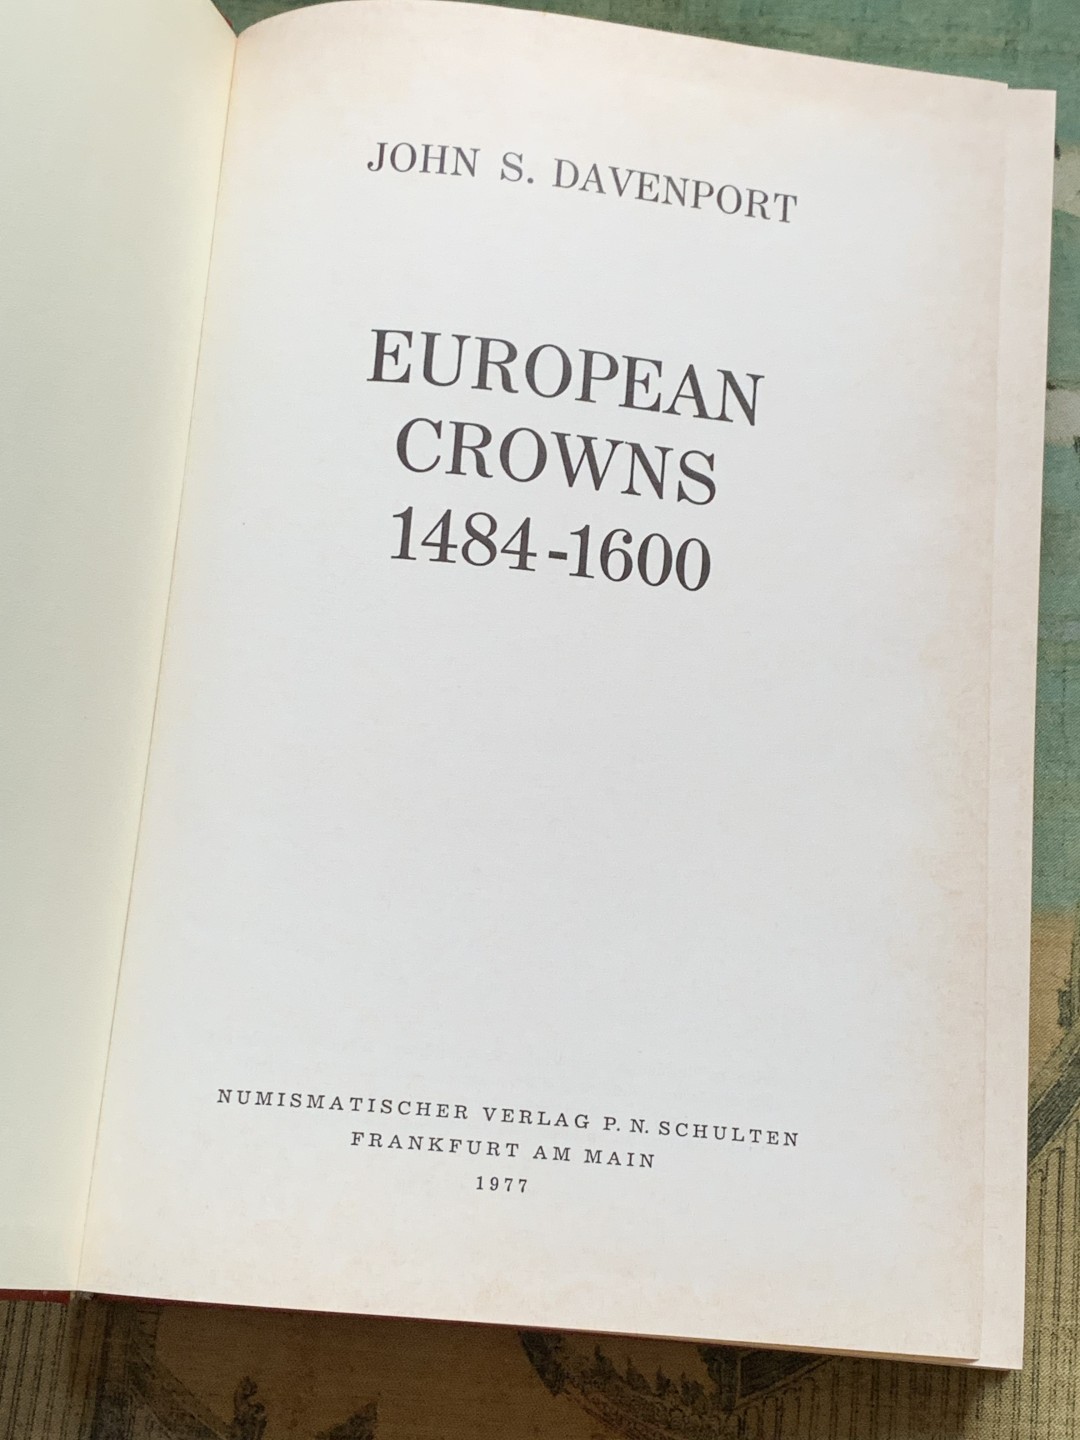 JOHN S. DAVENPORT
EUROPEAN
CROWNS
1484-1600
NUMISMATISCHER VERLAG P. N. SCHULTEN
FRANKFURT AM MAIN
1977